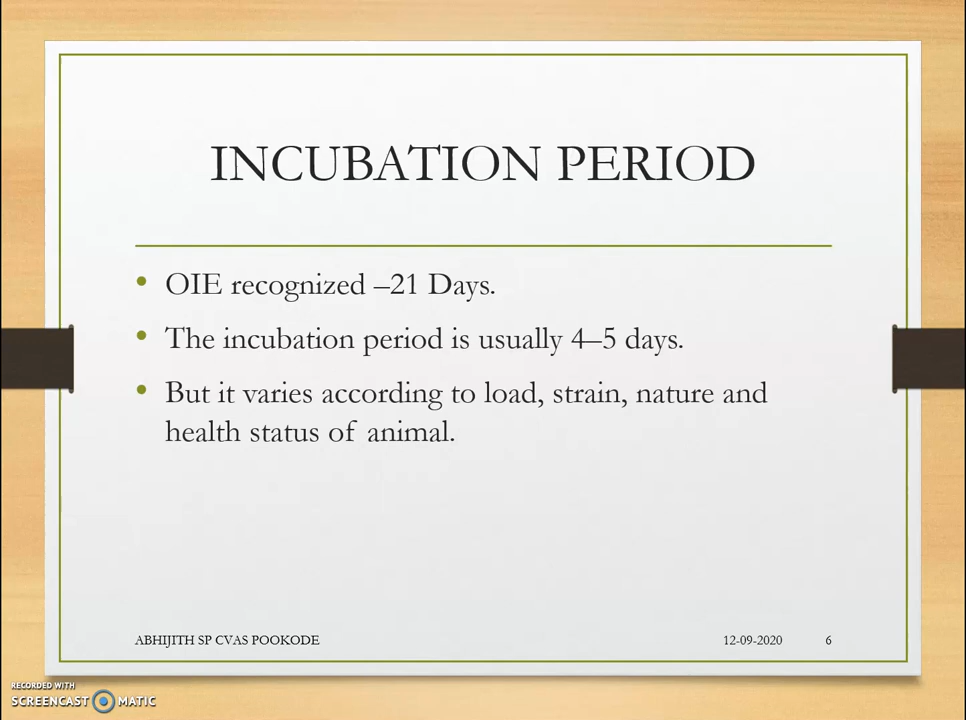 INCUBATION PERIOD
• OIE recognized –21 Days.
• The incubation period is usually 4–5 days.
• But it varies according to load, strain, nature and
health status of animal.
ABHIJITH SP CVAS POOKODE 12-09-2020 6
RECORDED WITH
SCREENCAST MATIC